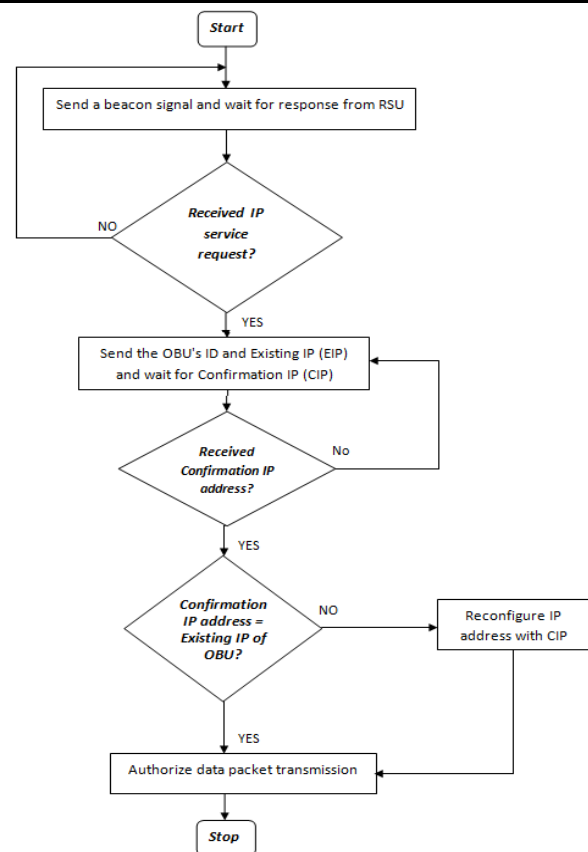 Start
Send a beacon signal and wait for response from RSU
Received IP
service
request?
NO
YES
Send the OBU's ID and Existing IP (EIP)
and wait for Confirmation IP (CIP)
Received
Confirmation IP
address?
No
YES
Confirmation
IP address =
Existing IP of
OBU?
NO
Reconfigure IP
address with CIP
YES
Authorize data packet transmission
Stop